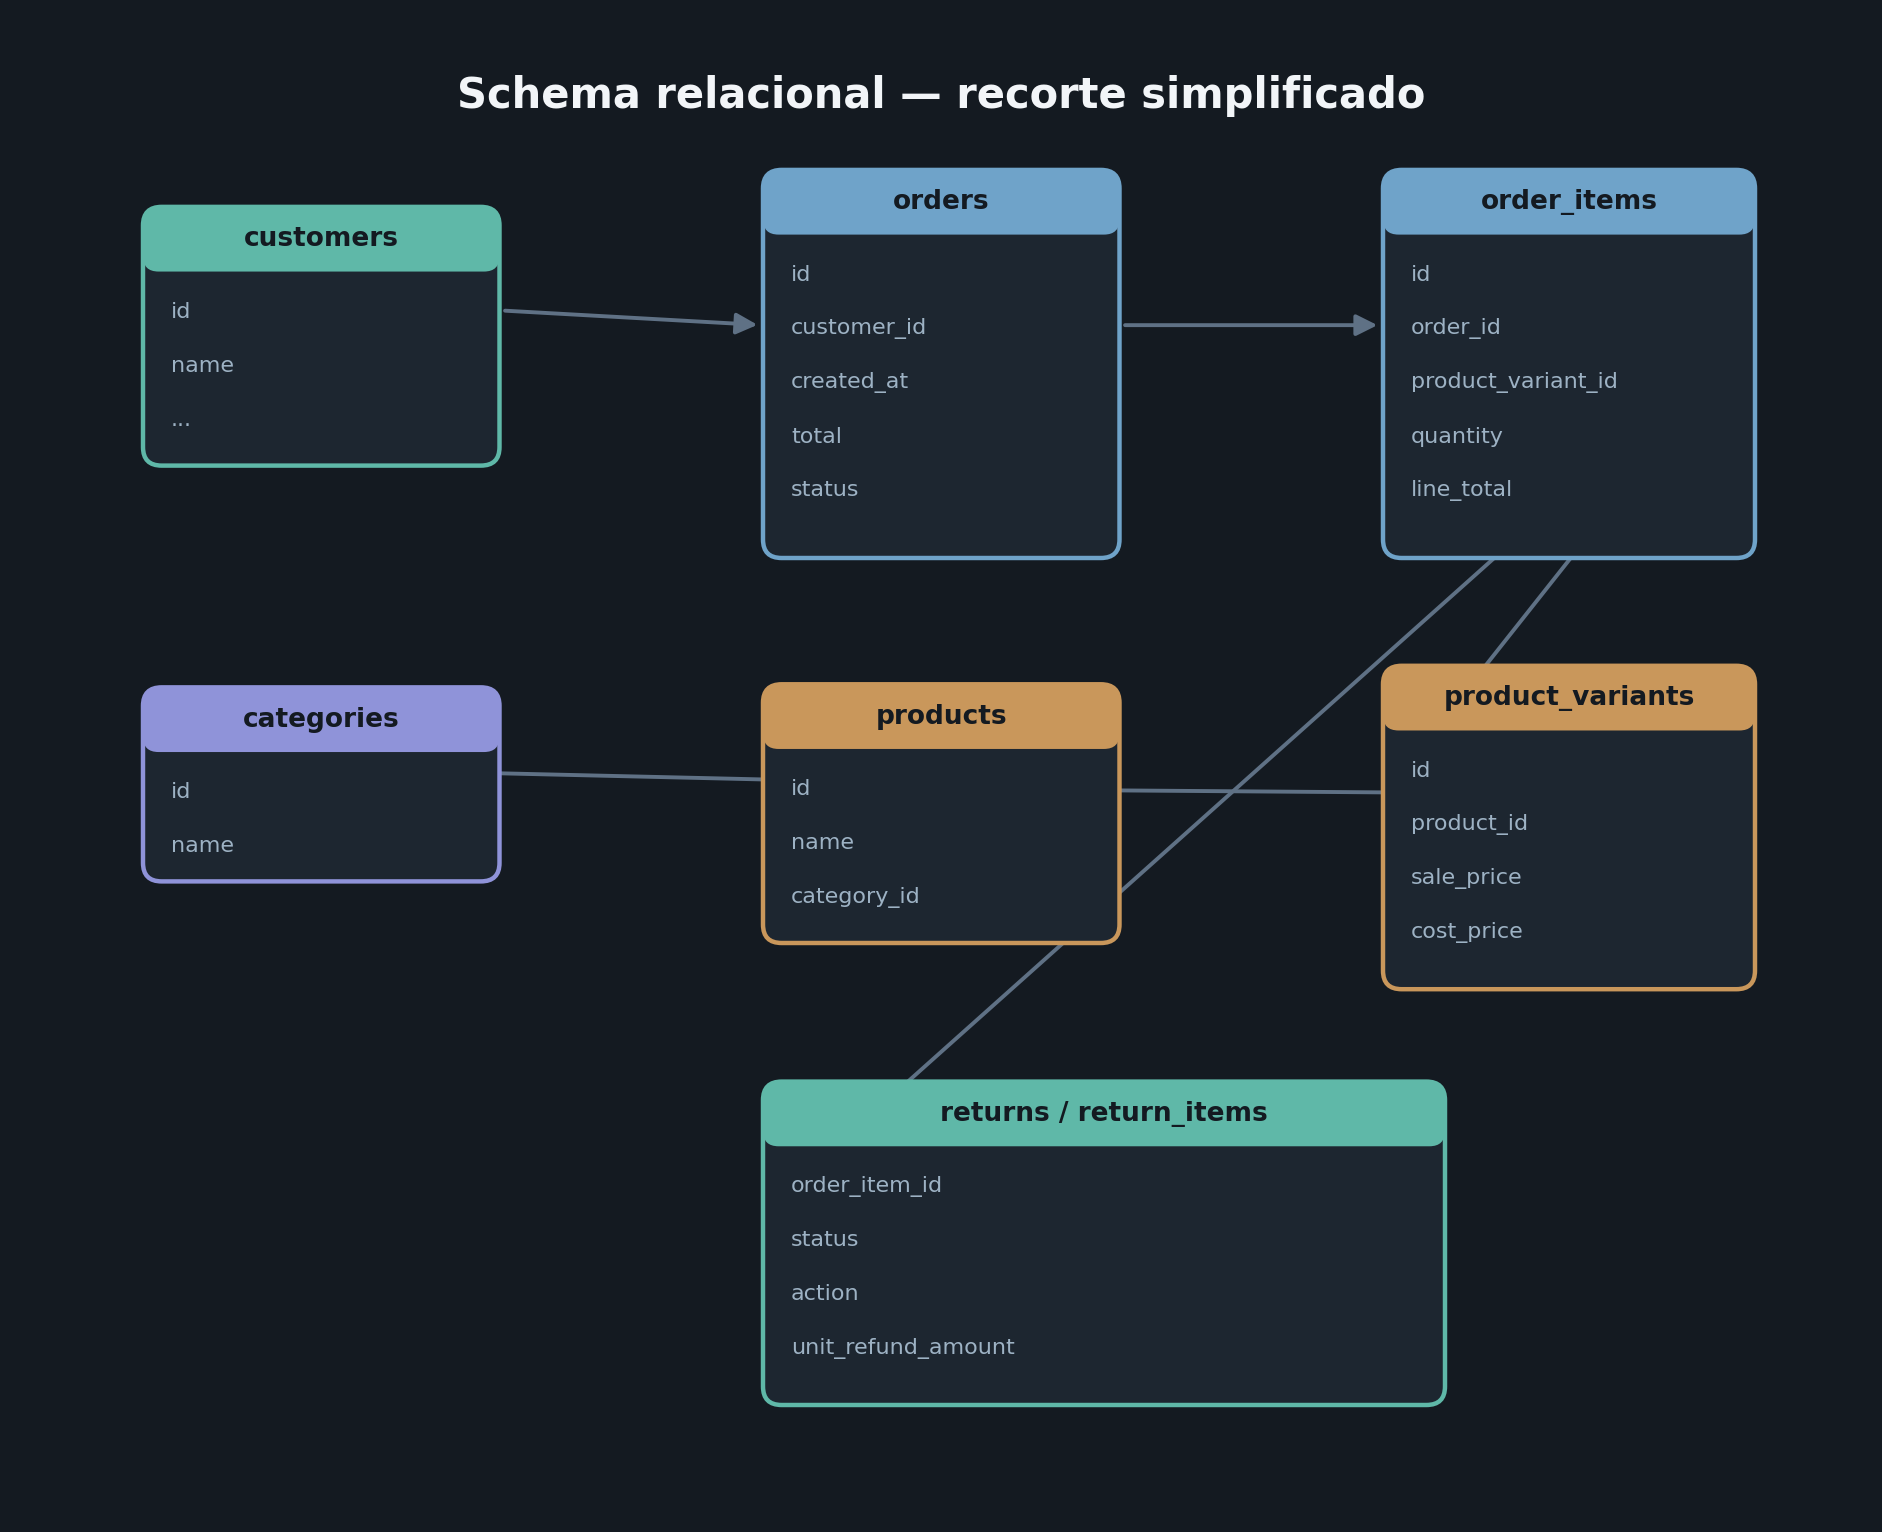 Schema relacional — recorte simplificado
customers
id
name
...
orders
id
customer_id
created_at
total
status
order_items
id
order_id
product_variant_id
quantity
line_total
categories
id
name
products
id
name
category_id
product_variants
id
product_id
sale_price
cost_price
returns / return_items
order_item_id
status
action
unit_refund_amount